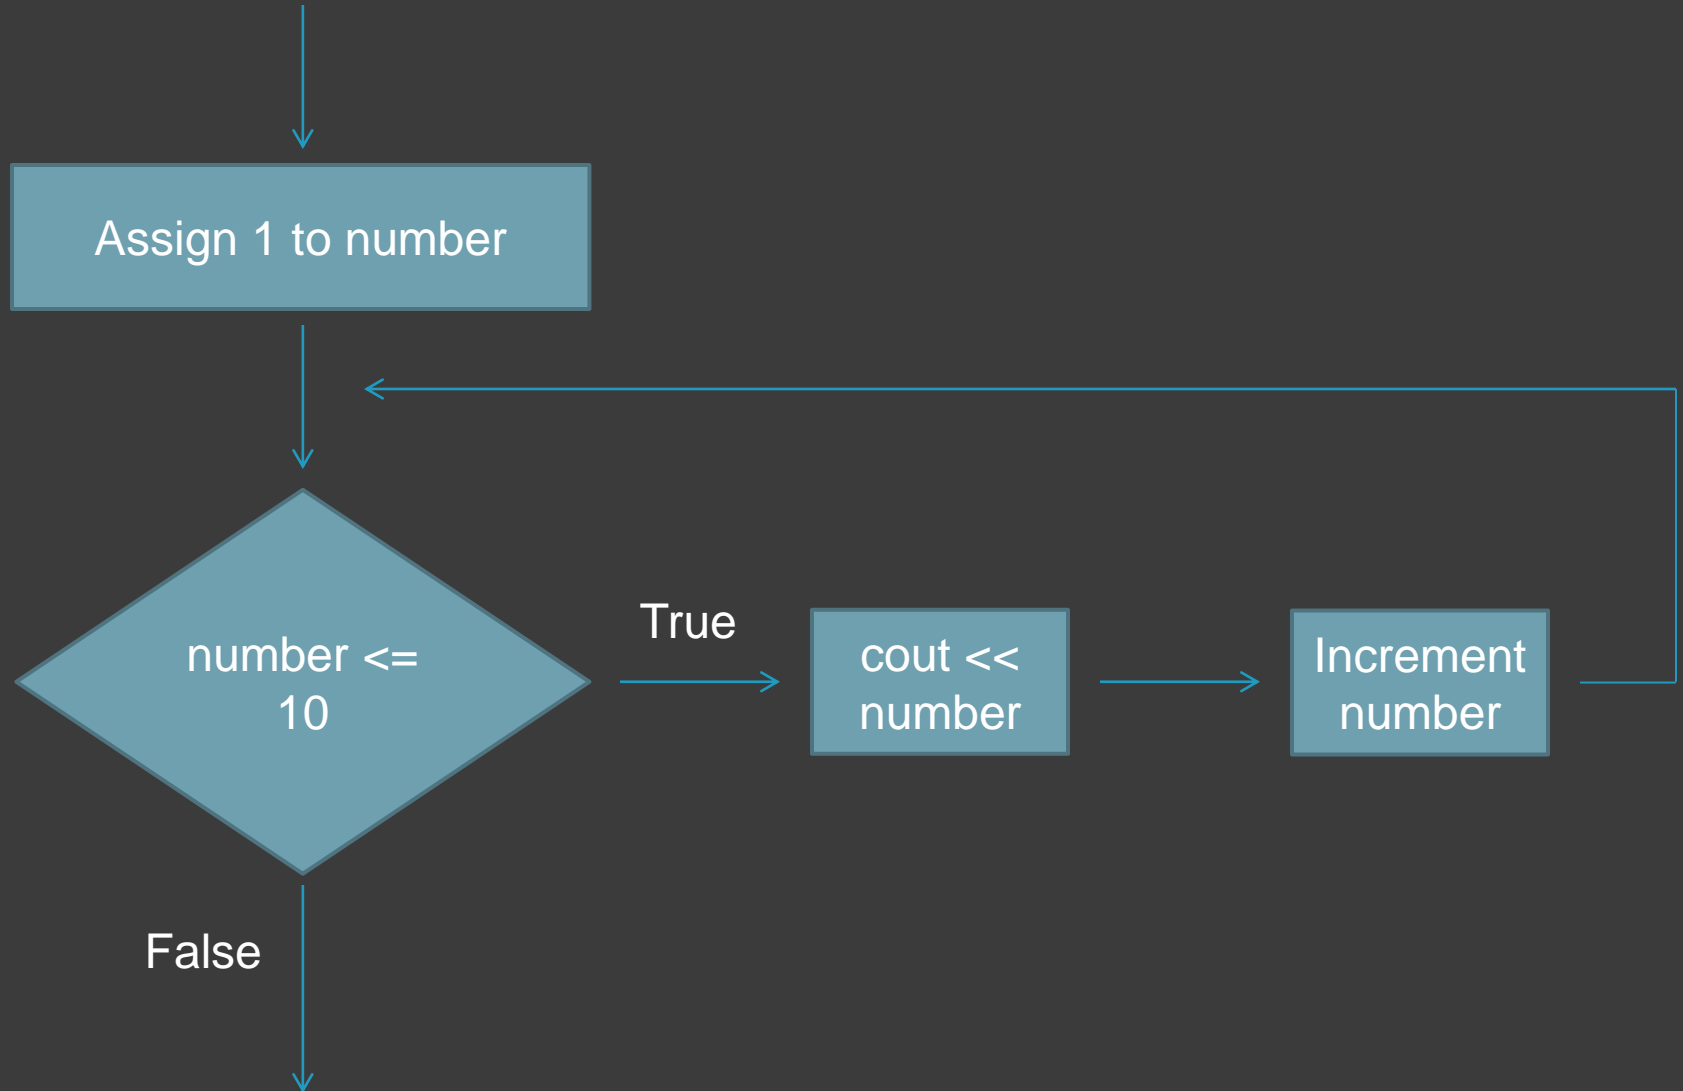 Assign 1 to number
number <=
10
True
cout <<
number
Increment
number
False